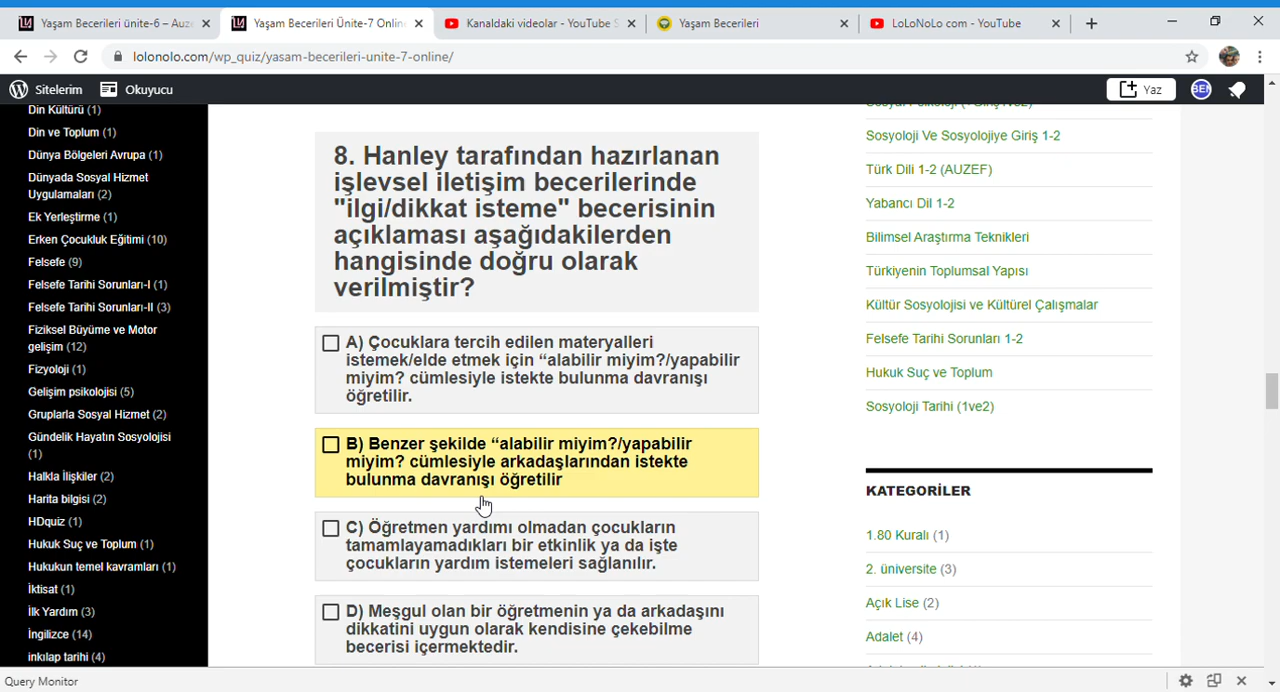 Yaşam Becerileri ünite-6 – Auze
Yaşam Becerileri Ünite-7 Onlin
Kanaldaki videolar - YouTube S
Yaşam Becerileri
LoLoNoLo com - YouTube
lolonolo.com/wp_quiz/yasam-becerileri-unite-7-online/
Sitelerim
Okuyucu
Yaz
BEN
Din Kültürü (1)
Din ve Toplum (1)
Dünya Bölgeleri Avrupa (1)
Dünyada Sosyal Hizmet
Uygulamaları (2)
Ek Yerleştirme (1)
Erken Çocukluk Eğitimi (10)
Felsefe (9)
Felsefe Tarihi Sorunları-I (1)
Felsefe Tarihi Sorunları-II (3)
Fiziksel Büyüme ve Motor
gelişim (12)
Fizyoloji (1)
Gelişim psikolojisi (5)
Gruplarla Sosyal Hizmet (2)
Gündelik Hayatın Sosyolojisi
(1)
Halkla İlişkiler (2)
Harita bilgisi (2)
HDquiz (1)
Hukuk Suç ve Toplum (1)
Hukukun temel kavramları (1)
İktisat (1)
İlk Yardım (3)
İngilizce (14)
inkılap tarihi (4)
8. Hanley tarafından hazırlanan
işlevsel iletişim becerilerinde
"ilgi/dikkat isteme" becerisinin
açıklaması aşağıdakilerden
hangisinde doğru olarak
verilmiştir?
A) Çocuklara tercih edilen materyalleri
istemek/elde etmek için “alabilir miyim?/yapabilir
miyim? cümlesiyle istekte bulunma davranışı
öğretilir.
B) Benzer şekilde “alabilir miyim?/yapabilir
miyim? cümlesiyle arkadaşlarından istekte
bulunma davranışı öğretilir
C) Öğretmen yardımı olmadan çocukların
tamamlayamadıkları bir etkinlik ya da işte
çocukların yardım istemeleri sağlanılır.
D) Meşgul olan bir öğretmenin ya da arkadaşını
dikkatini uygun olarak kendisine çekebilme
becerisi içermektedir.
Sosyoloji Ve Sosyolojiye Giriş 1-2
Türk Dili 1-2 (AUZEF)
Yabancı Dil 1-2
Bilimsel Araştırma Teknikleri
Türkiyenin Toplumsal Yapısı
Kültür Sosyolojisi ve Kültürel Çalışmalar
Felsefe Tarihi Sorunları 1-2
Hukuk Suç ve Toplum
Sosyoloji Tarihi (1ve2)
KATEGORİLER
1.80 Kuralı (1)
2. üniversite (3)
Açık Lise (2)
Adalet (4)
Query Monitor